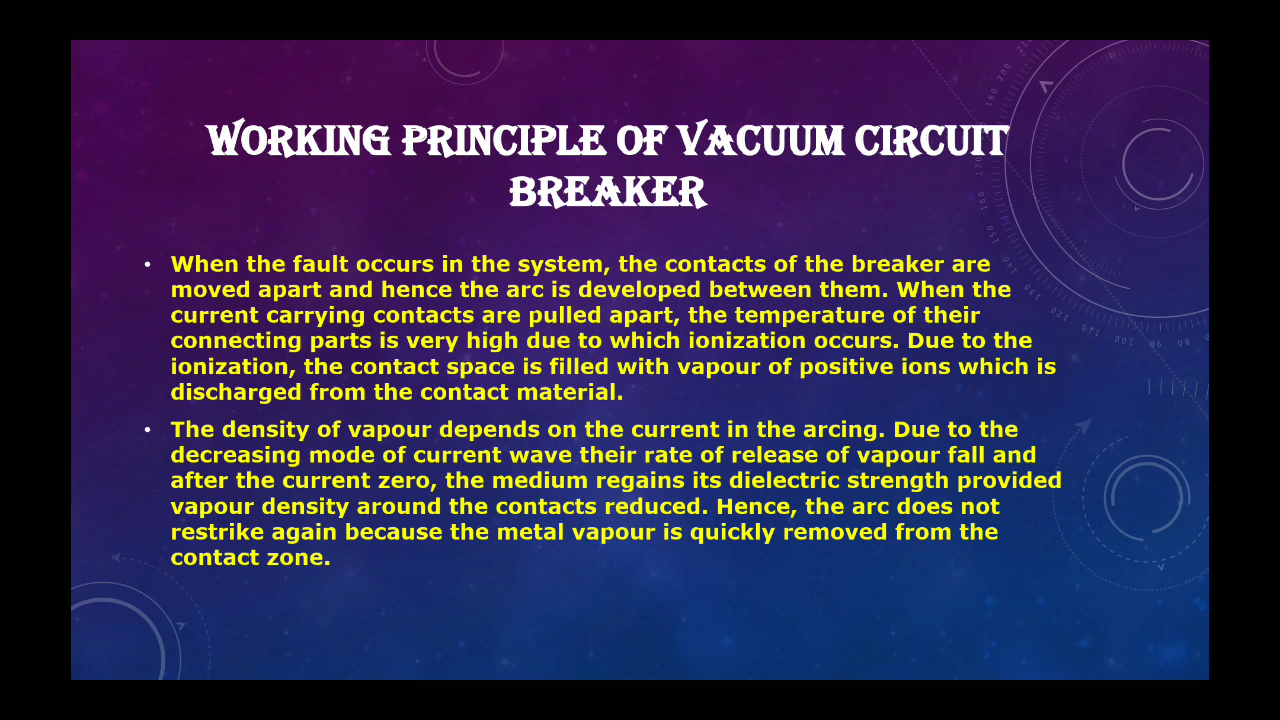 WORKING PRINCIPLE OF VACUUM CIRCUIT
BREAKER
• When the fault occurs in the system, the contacts of the breaker are
moved apart and hence the arc is developed between them. When the
current carrying contacts are pulled apart, the temperature of their
connecting parts is very high due to which ionization occurs. Due to the
ionization, the contact space is filled with vapour of positive ions which is
discharged from the contact material.
• The density of vapour depends on the current in the arcing. Due to the
decreasing mode of current wave their rate of release of vapour fall and
after the current zero, the medium regains its dielectric strength provided
vapour density around the contacts reduced. Hence, the arc does not
restrike again because the metal vapour is quickly removed from the
contact zone.